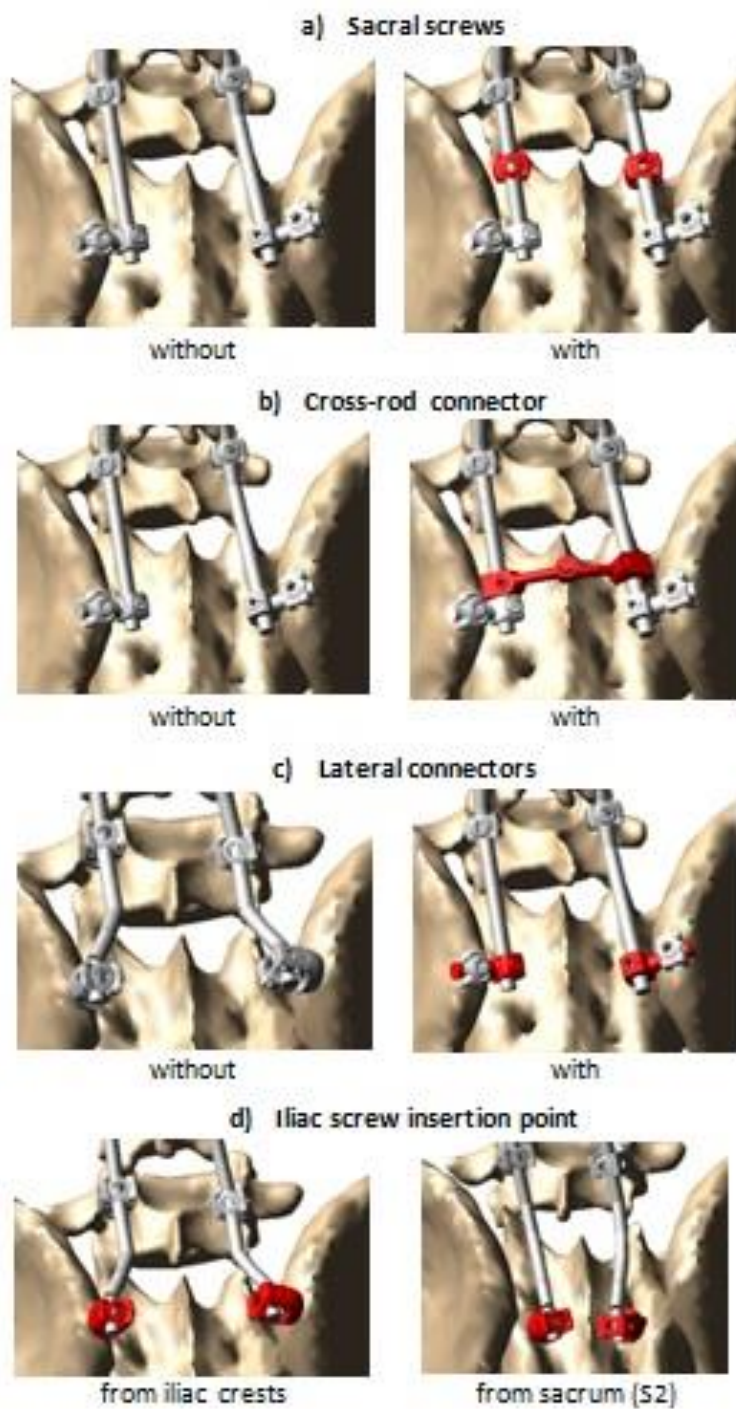 a) Sacral screws
without with
b) Cross-rod connector
without with
c) Lateral connectors
without with
d) Iliac screw insertion point
from iliac crests from sacrum (S2)